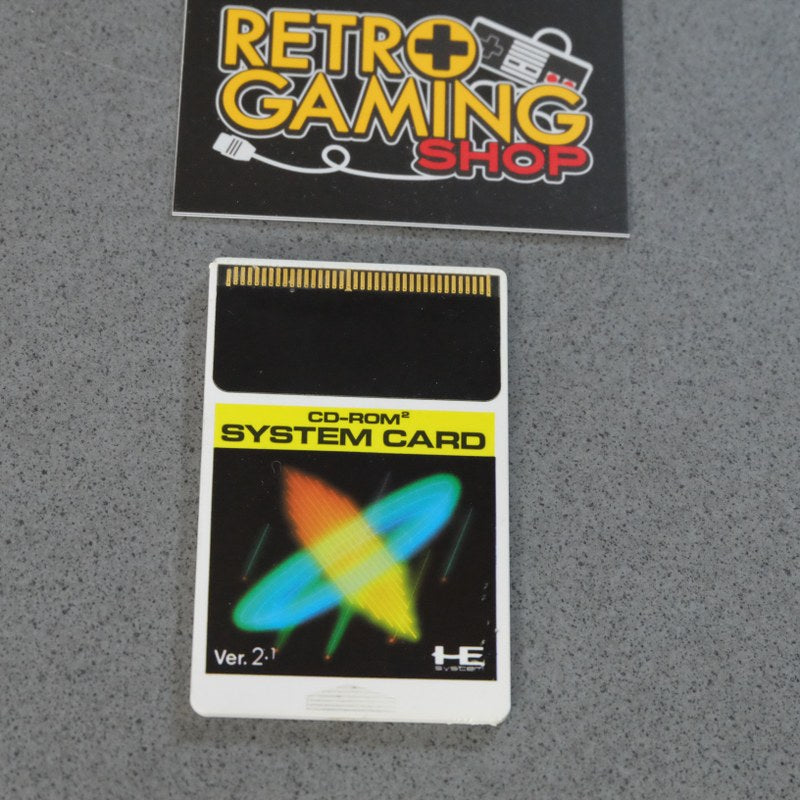 RETRO
GAMING
SHOP
CD-ROM²
SYSTEM CARD
Ver. 2.1
HE
SYSTEM